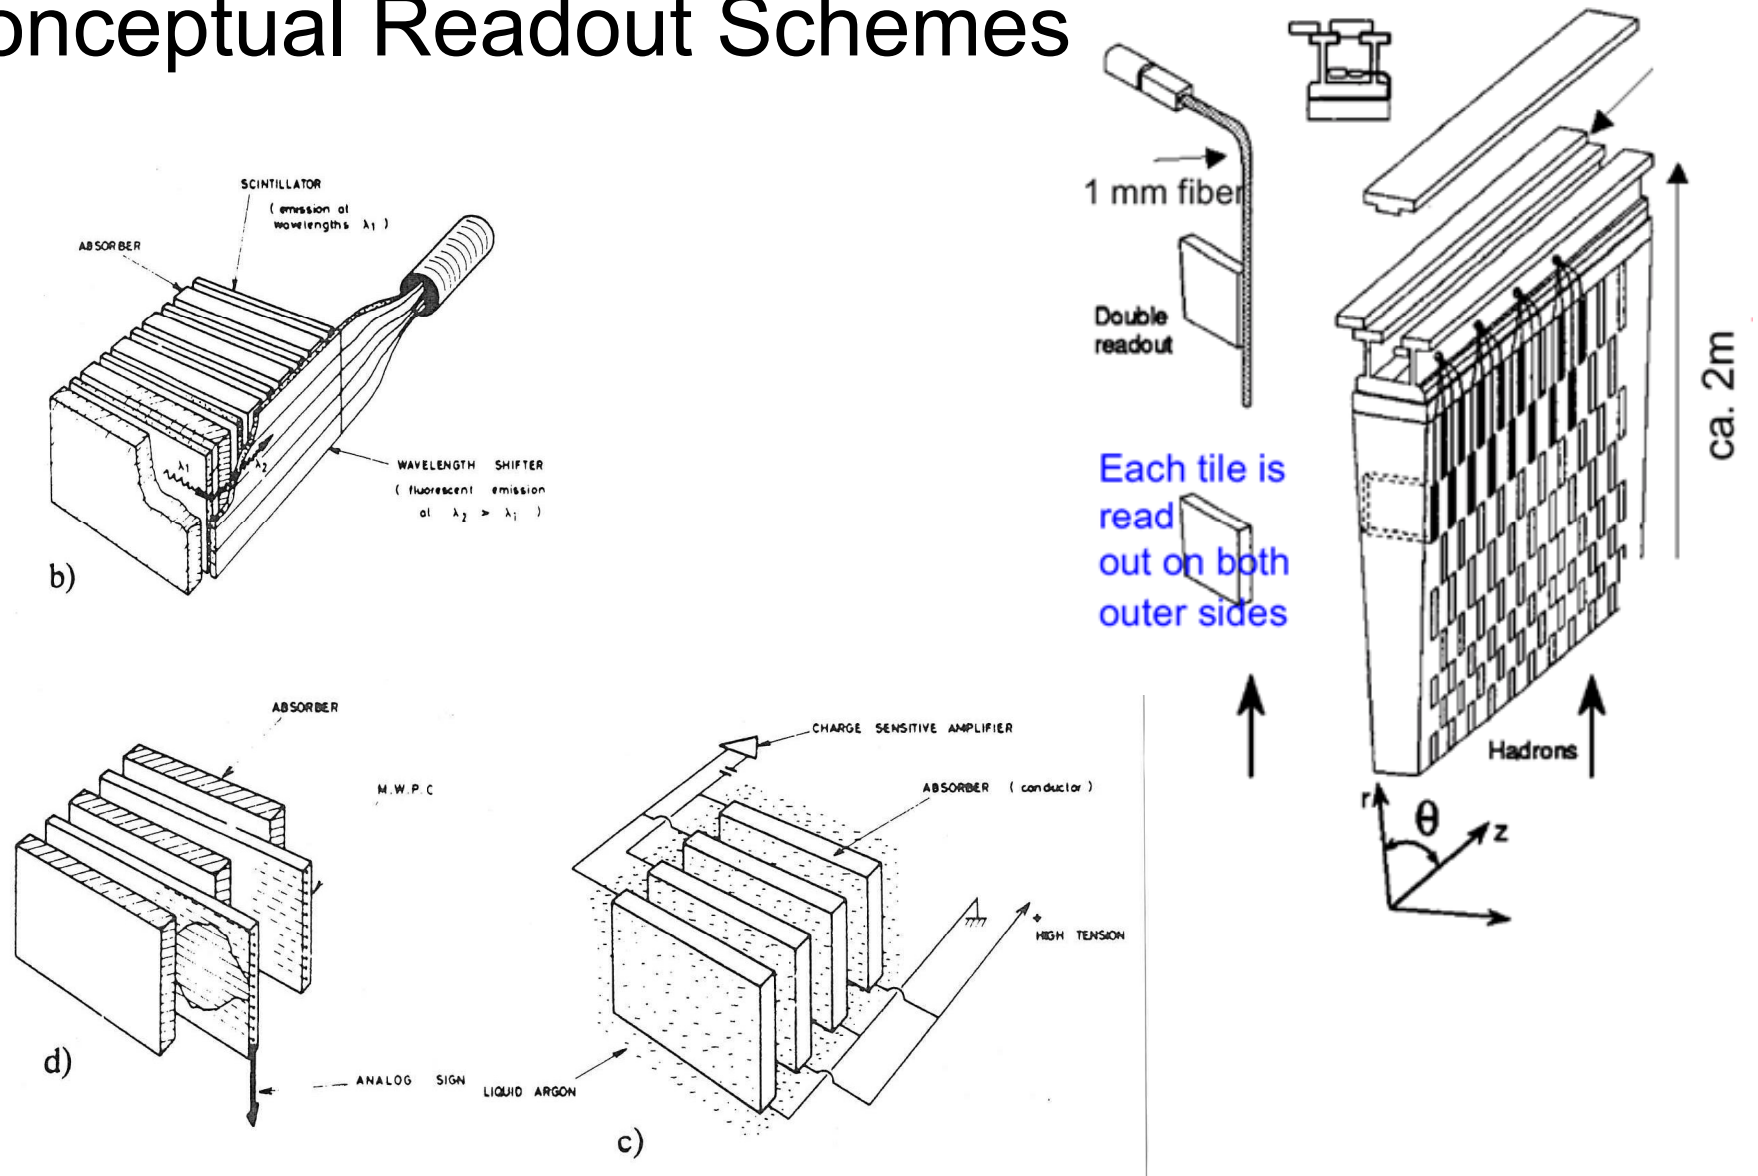 onceptual Readout Schemes
SCINTILLATOR
( emission at
wavelengths λ1 )
ABSORBER
λ1
λ2
WAVELENGTH SHIFTER
( fluorescent emission
at λ2 > λ1 )
b)
ABSORBER
M.W.P.C
d)
ANALOG SIGN
CHARGE SENSITIVE AMPLIFIER
ABSORBER ( conductor )
+
HIGH TENSION
LIQUID ARGON
c)
1 mm fiber
Double
readout
Each tile is
read
out on both
outer sides
ca. 2m
Hadrons
r
θ
z